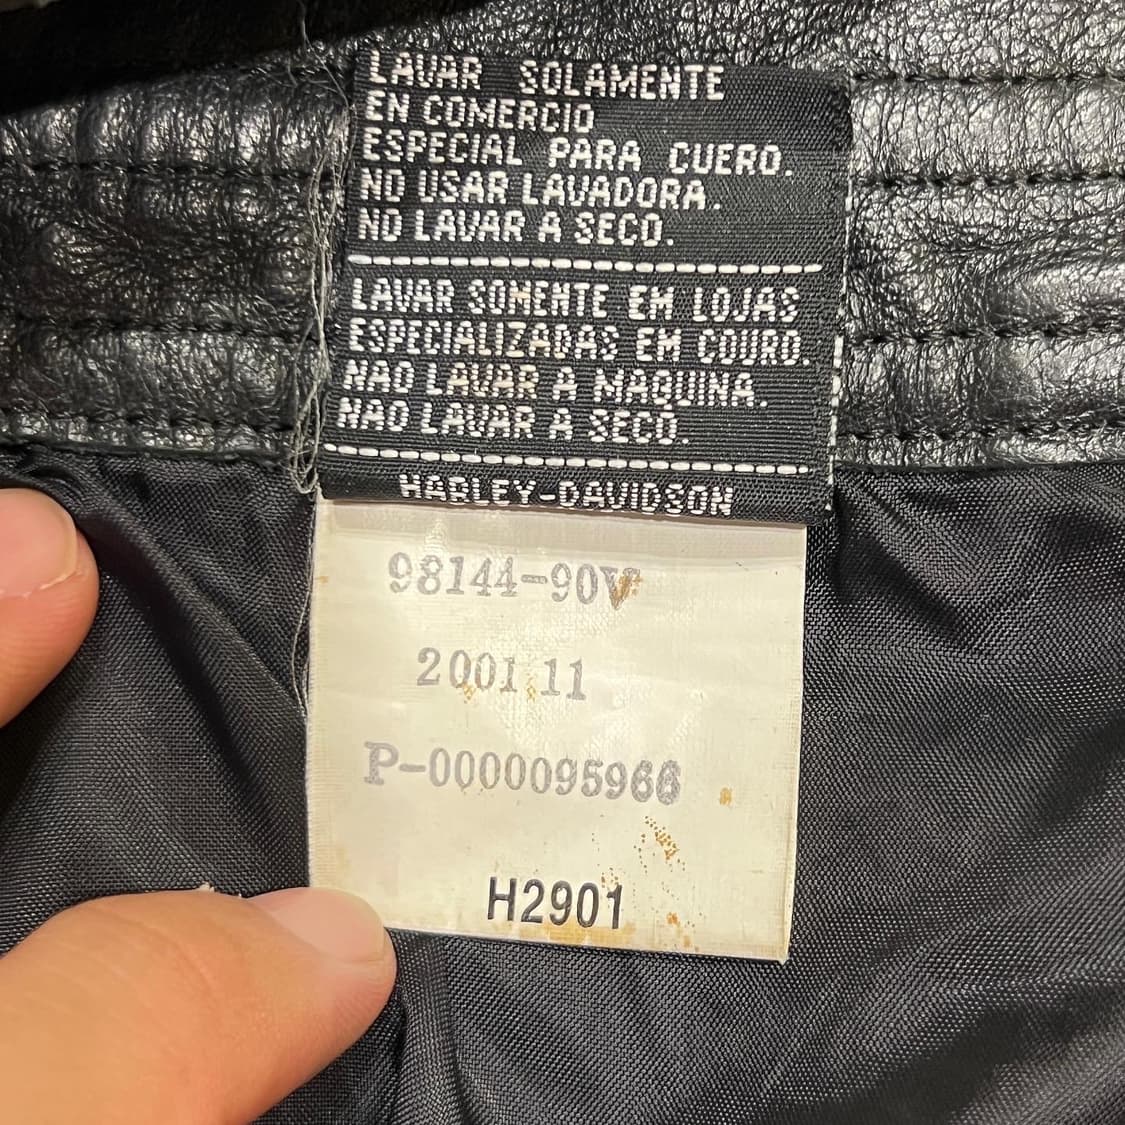 LAVAR SOLAMENTE
EN COMERCIO
ESPECIAL PARA CUERO.
NO USAR LAVADORA.
NO LAVAR A SECO.
LAVAR SOMENTE EM LOJAS
ESPECIALIZADAS EM COURO.
NAO LAVAR A MAQUINA.
NAO LAVAR A SECO.
HARLEY-DAVIDSON
98144-90V
2001 11
P-0000095966
H2901